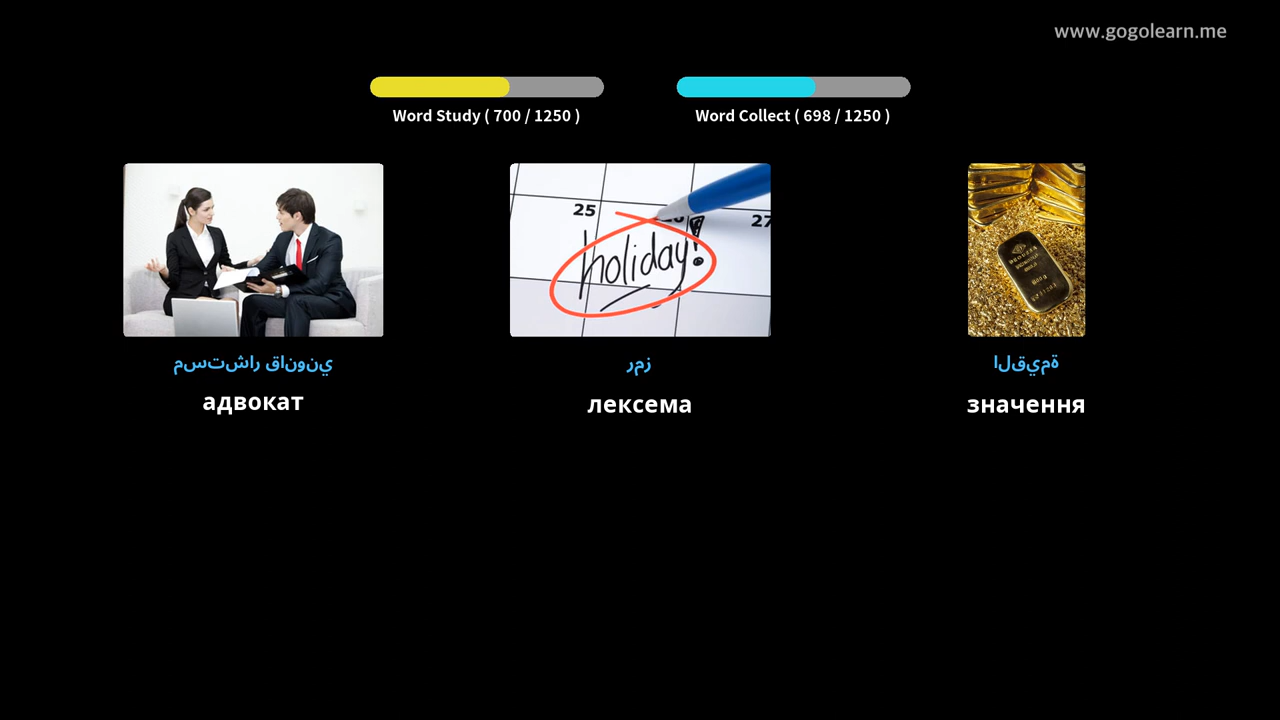 www.gogolearn.me
Word Study ( 700 / 1250 )
Word Collect ( 698 / 1250 )
25
27
holiday!
مستشار قانوني
رمز
القيمة
адвокат
лексема
значення